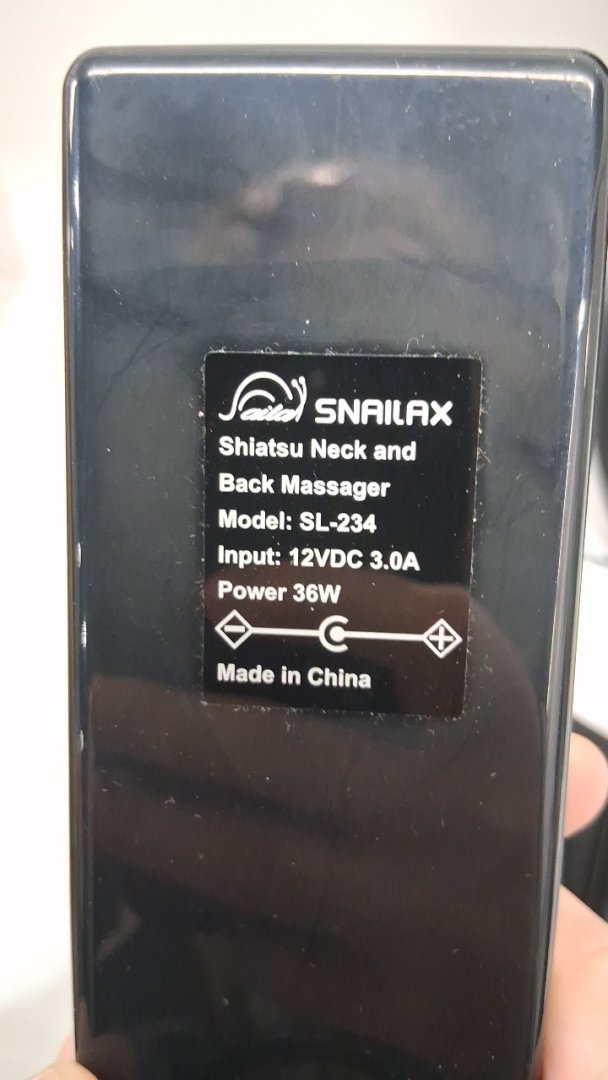 SNAILAX
Shiatsu Neck and
Back Massager
Model: SL-234
Input: 12VDC 3.0A
Power 36W
Made in China